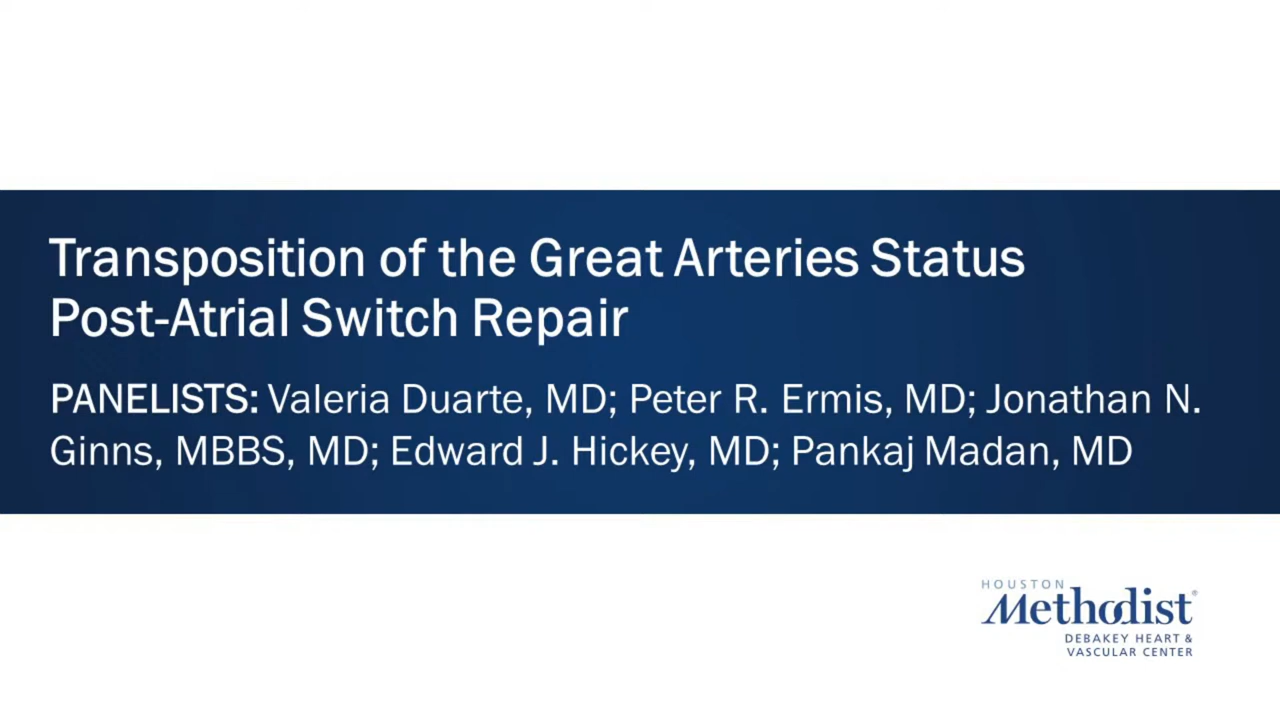 Transposition of the Great Arteries Status
Post-Atrial Switch Repair
PANELISTS: Valeria Duarte, MD; Peter R. Ermis, MD; Jonathan N.
Ginns, MBBS, MD; Edward J. Hickey, MD; Pankaj Madan, MD
HOUSTON
Methodist®
DEBAKEY HEART &
VASCULAR CENTER